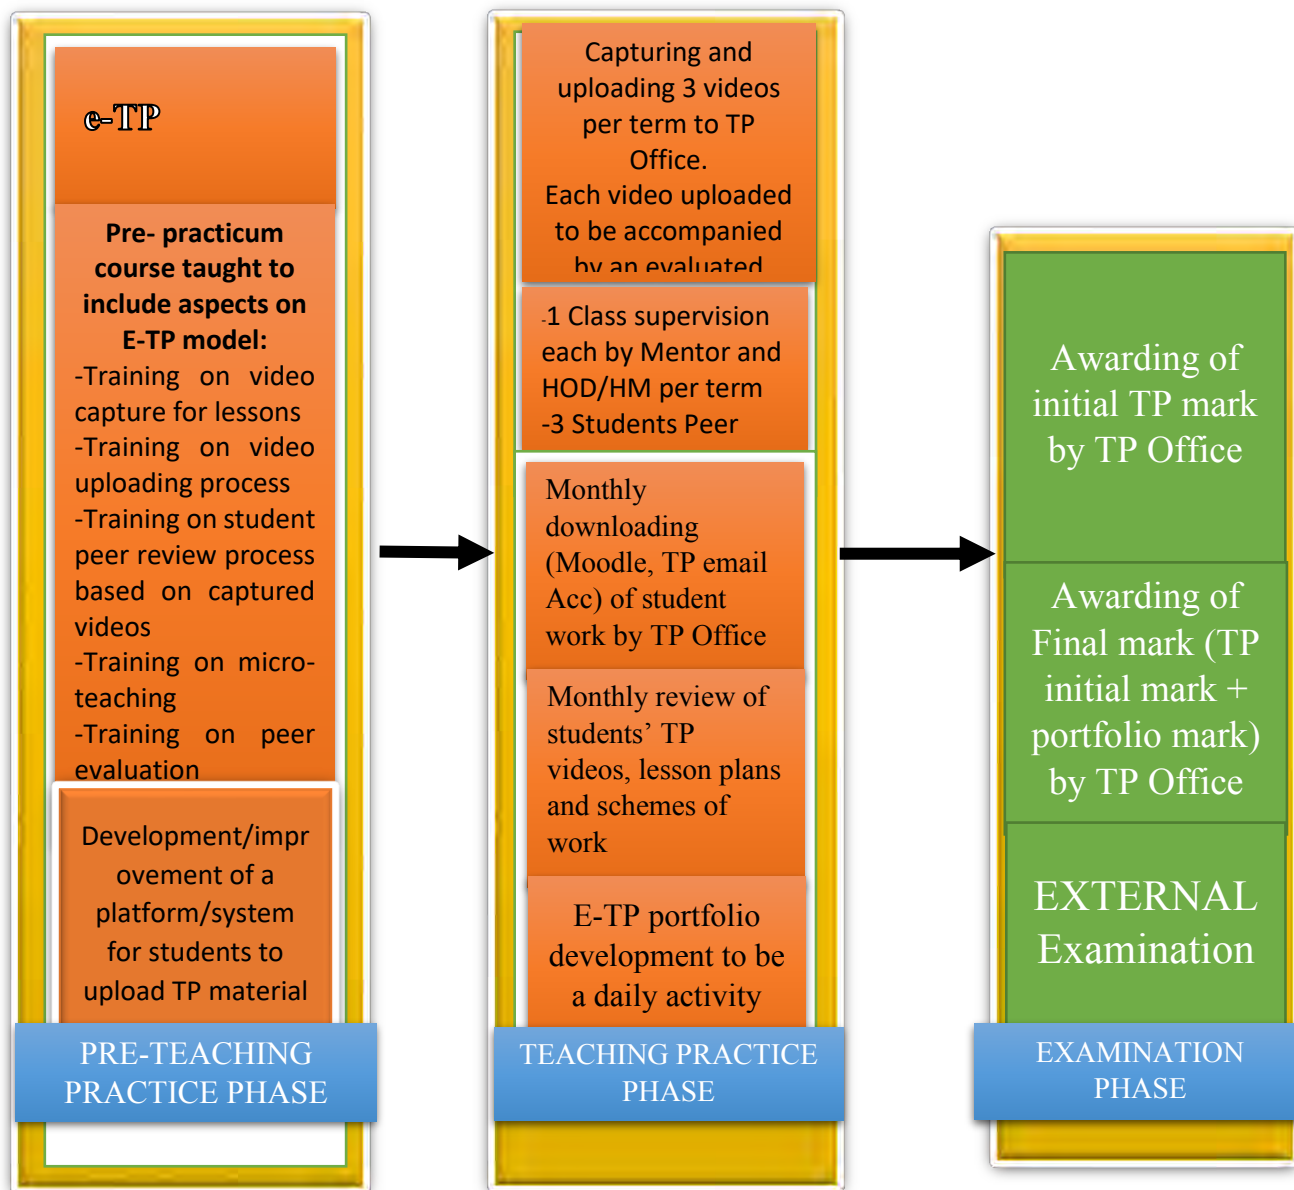 e-TP
Pre- practicum
course taught to
include aspects on
E-TP model:
-Training on video
capture for lessons
-Training on video
uploading process
-Training on student
peer review process
based on captured
videos
-Training on micro-
teaching
-Training on peer
evaluation
Development/impr
ovement of a
platform/system
for students to
upload TP material
PRE-TEACHING
PRACTICE PHASE
Capturing and
uploading 3 videos
per term to TP
Office.
Each video uploaded
to be accompanied
by an evaluated
-1 Class supervision
each by Mentor and
HOD/HM per term
-3 Students Peer
Monthly
downloading
(Moodle, TP email
Acc) of student
work by TP Office
Monthly review of
students’ TP
videos, lesson plans
and schemes of
work
E-TP portfolio
development to be
a daily activity
TEACHING PRACTICE
PHASE
Awarding of
initial TP mark
by TP Office
Awarding of
Final mark (TP
initial mark +
portfolio mark)
by TP Office
EXTERNAL
Examination
EXAMINATION
PHASE